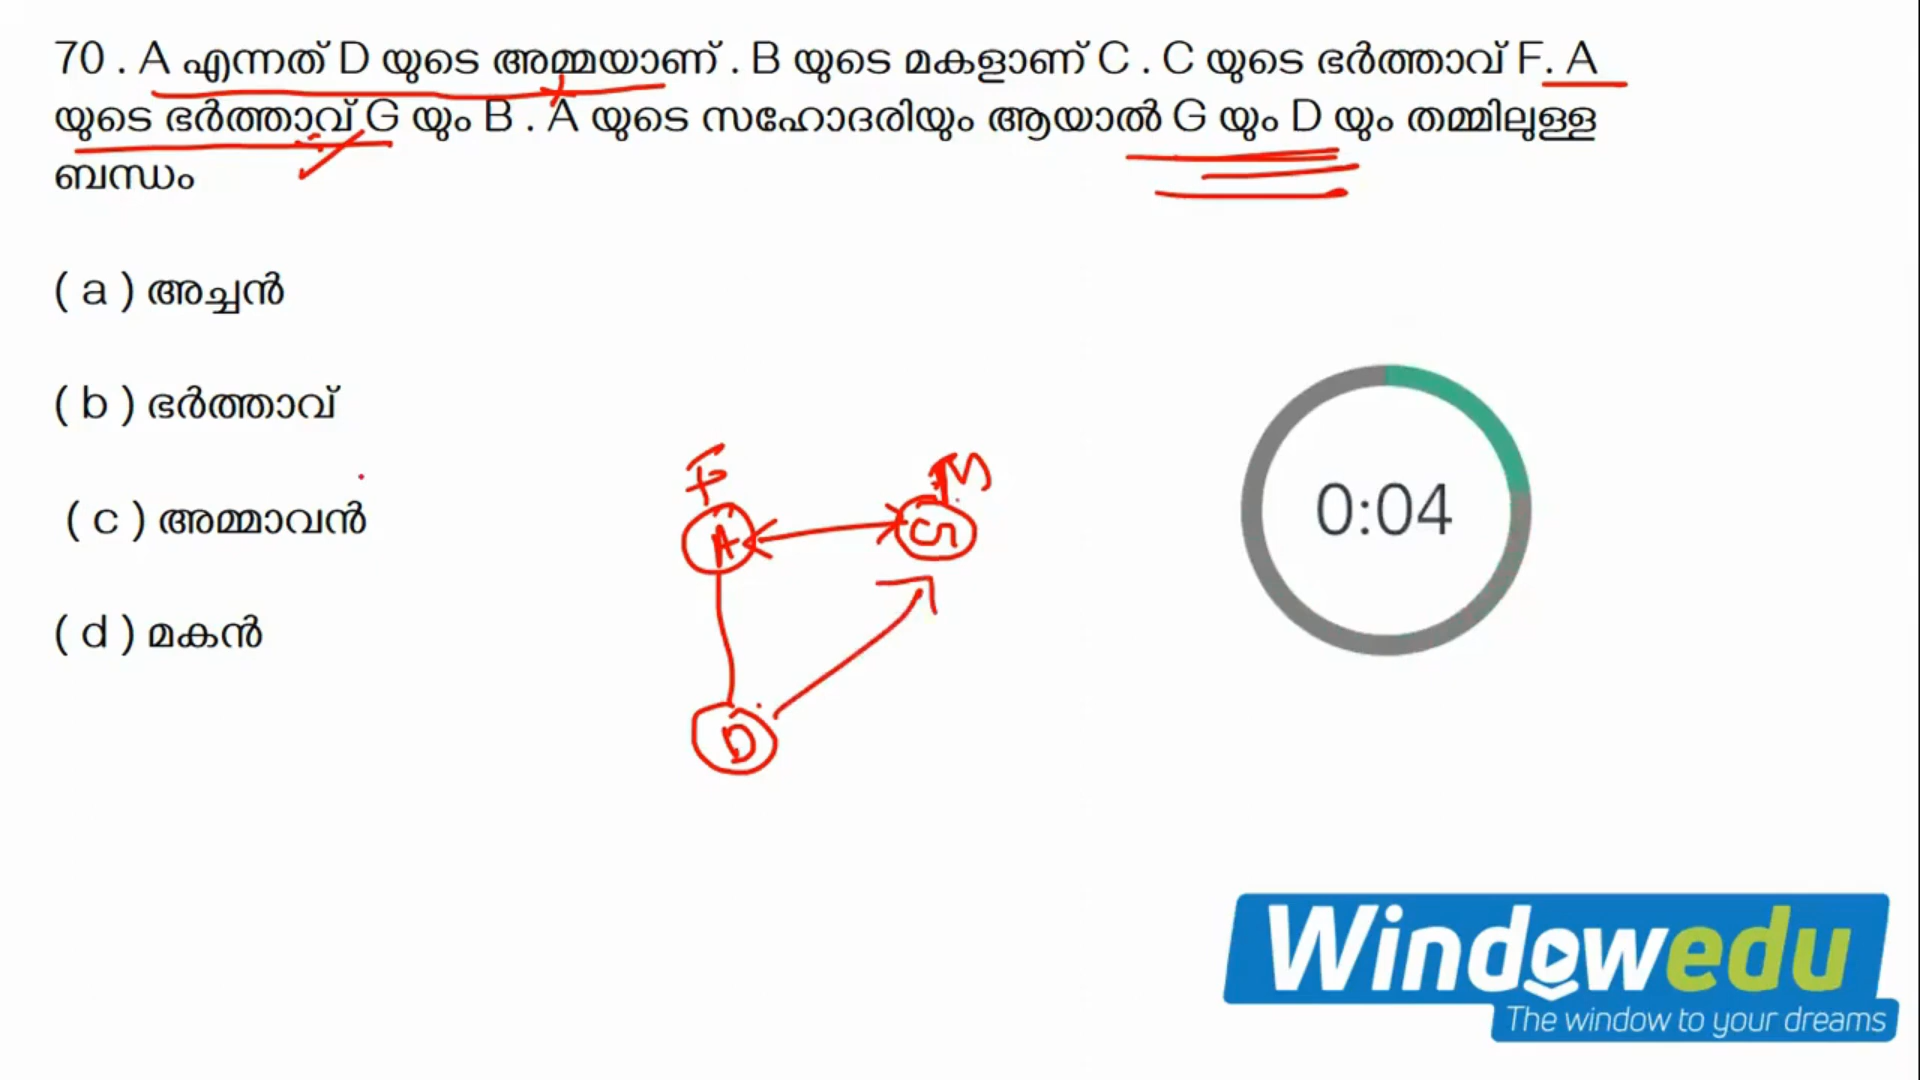 70 . A എന്നത് D യുടെ അമ്മയാണ് . B യുടെ മകളാണ് C . C യുടെ ഭർത്താവ് F. A
യുടെ ഭർത്താവ് G യും B . A യുടെ സഹോദരിയും ആയാൽ G യും D യും തമ്മിലുള്ള
ബന്ധം
( a ) അച്ചൻ
( b ) ഭർത്താവ്
( c ) അമ്മാവൻ
( d ) മകൻ
F
M
A
G
D
0:04
Windowedu
The window to your dreams